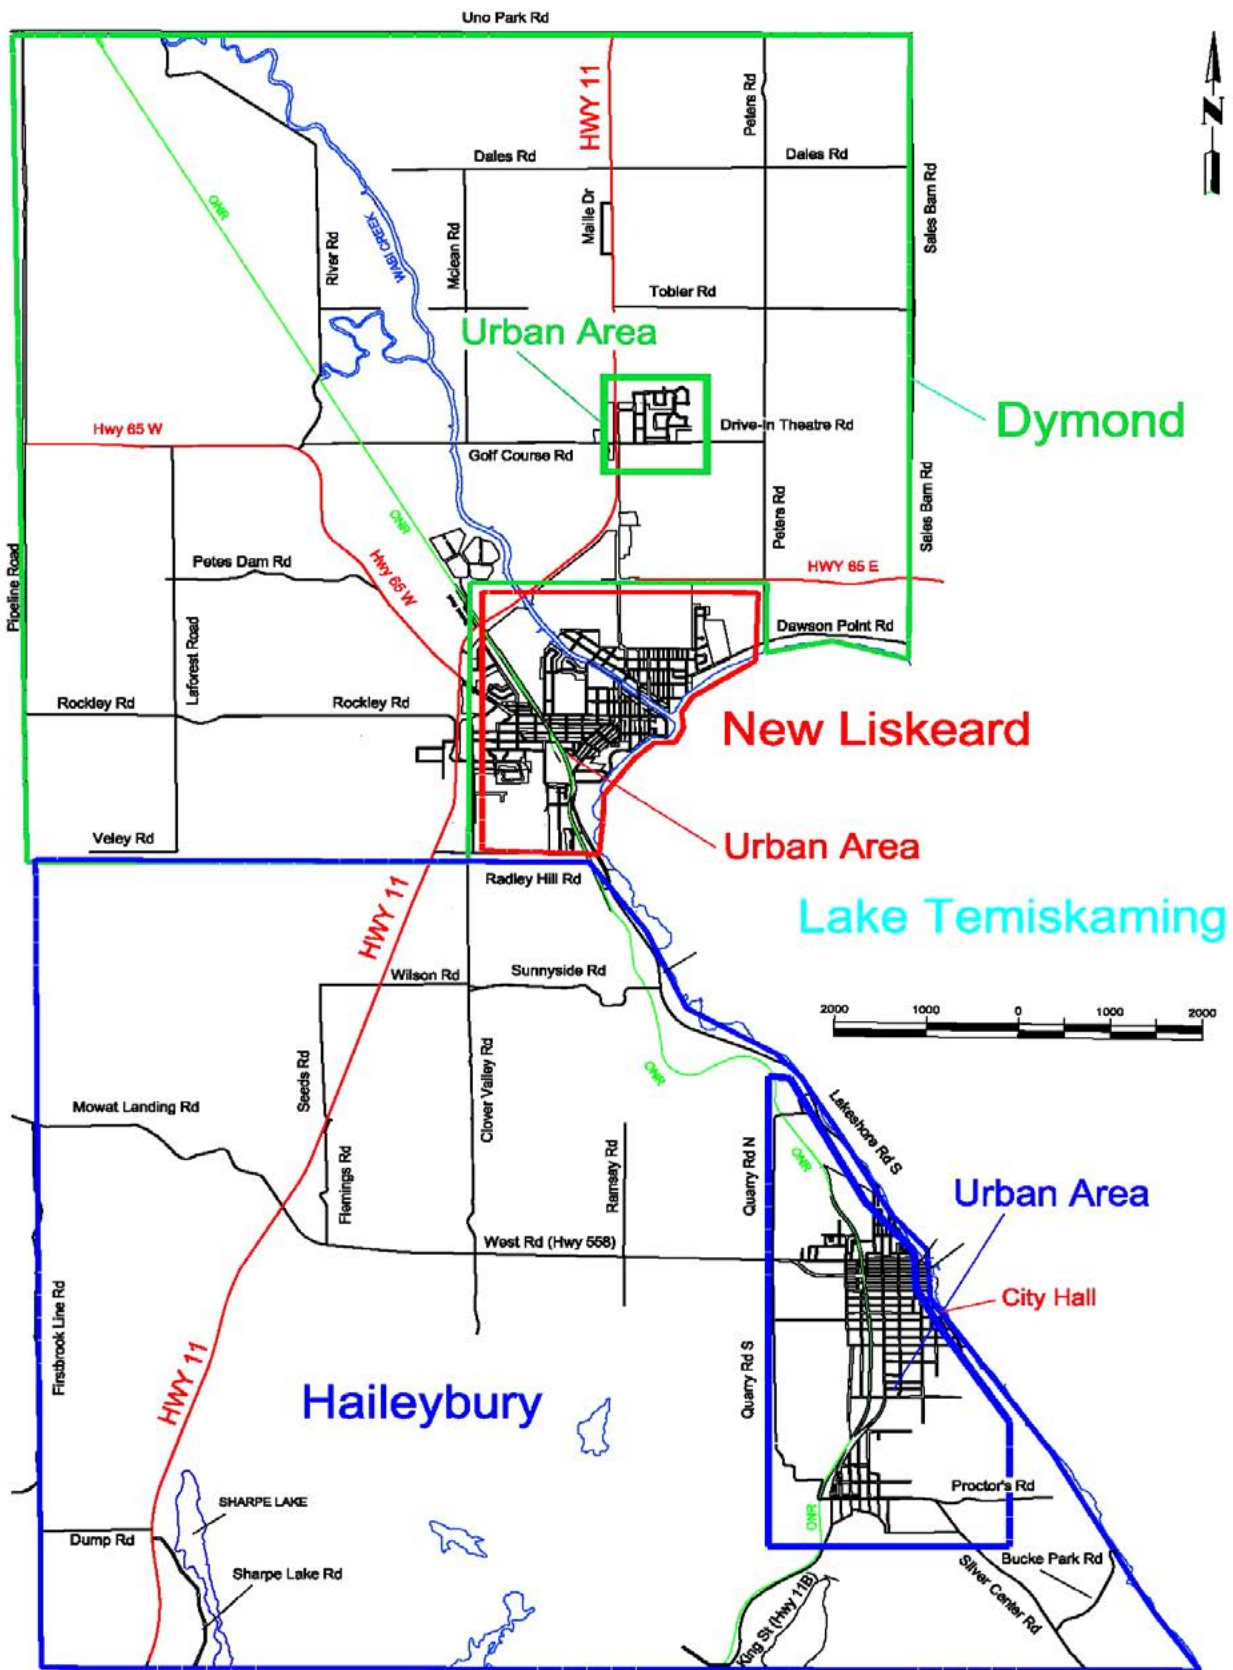 Uno Park Rd
HWY 11
Peters Rd
N
Dales Rd
Dales Rd
Sales Barn Rd
ONR
WABI CREEK
River Rd
Mclean Rd
Maille Dr
Tobler Rd
Urban Area
Dymond
Hwy 65 W
Drive-In Theatre Rd
Golf Course Rd
Peters Rd
Sales Barn Rd
ONR
Pipeline Road
Petes Dam Rd
Hwy 65 W
HWY 65 E
Laforest Road
Dawson Point Rd
Rockley Rd
Rockley Rd
New Liskeard
Veley Rd
Urban Area
Radley Hill Rd
HWY 11
Lake Temiskaming
Wilson Rd
Sunnyside Rd
2000 1000 0 1000 2000
Seeds Rd
Clover Valley Rd
ONR
Mowat Landing Rd
Lakeshore Rd S
Flemings Rd
Ramsay Rd
Quarry Rd N
ONR
Urban Area
West Rd (Hwy 558)
City Hall
Firstbrook Line Rd
HWY 11
Quarry Rd S
Haileybury
SHARPE LAKE
Proctor's Rd
Dump Rd
ONR
Sharpe Lake Rd
Bucke Park Rd
Silver Center Rd
King St (Hwy 11B)